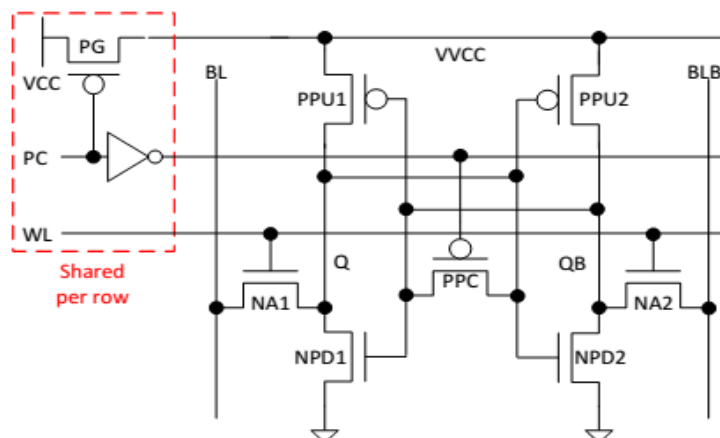 PG
VVCC
BL
BLB
VCC
PPU1
PPU2
PC
WL
Q
QB
Shared
per row
NA1
PPC
NA2
NPD1
NPD2